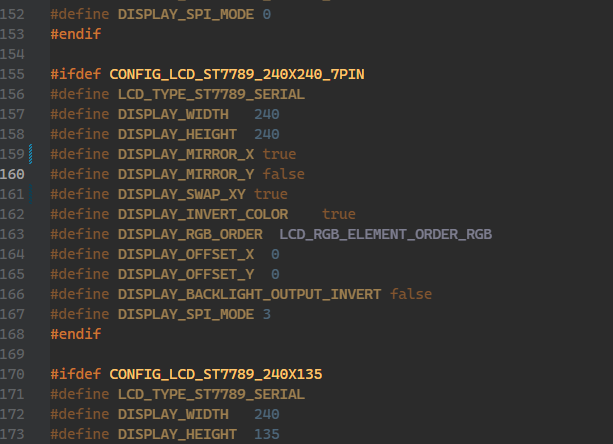 152 #define DISPLAY_SPI_MODE 0
153 #endif
154
155 #ifdef CONFIG_LCD_ST7789_240X240_7PIN
156 #define LCD_TYPE_ST7789_SERIAL
157 #define DISPLAY_WIDTH   240
158 #define DISPLAY_HEIGHT  240
159 #define DISPLAY_MIRROR_X true
160 #define DISPLAY_MIRROR_Y false
161 #define DISPLAY_SWAP_XY true
162 #define DISPLAY_INVERT_COLOR    true
163 #define DISPLAY_RGB_ORDER  LCD_RGB_ELEMENT_ORDER_RGB
164 #define DISPLAY_OFFSET_X  0
165 #define DISPLAY_OFFSET_Y  0
166 #define DISPLAY_BACKLIGHT_OUTPUT_INVERT false
167 #define DISPLAY_SPI_MODE 3
168 #endif
169
170 #ifdef CONFIG_LCD_ST7789_240X135
171 #define LCD_TYPE_ST7789_SERIAL
172 #define DISPLAY_WIDTH   240
173 #define DISPLAY_HEIGHT  135